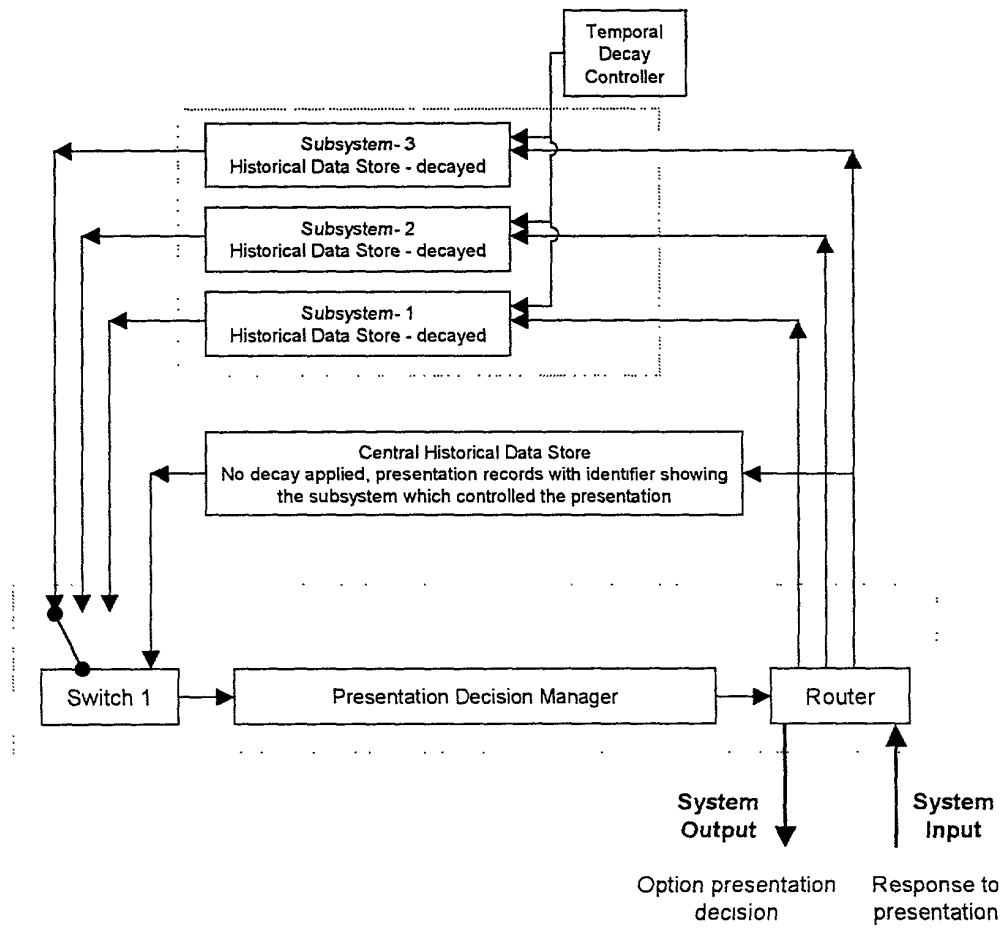 Temporal
Decay
Controller
Subsystem- 3
Historical Data Store - decayed
Subsystem- 2
Historical Data Store - decayed
Subsystem- 1
Historical Data Store - decayed
Central Historical Data Store
No decay applied, presentation records with identifier showing
the subsystem which controlled the presentation
Switch 1
Presentation Decision Manager
Router
System
Output
System
Input
Option presentation
decision
Response to
presentation